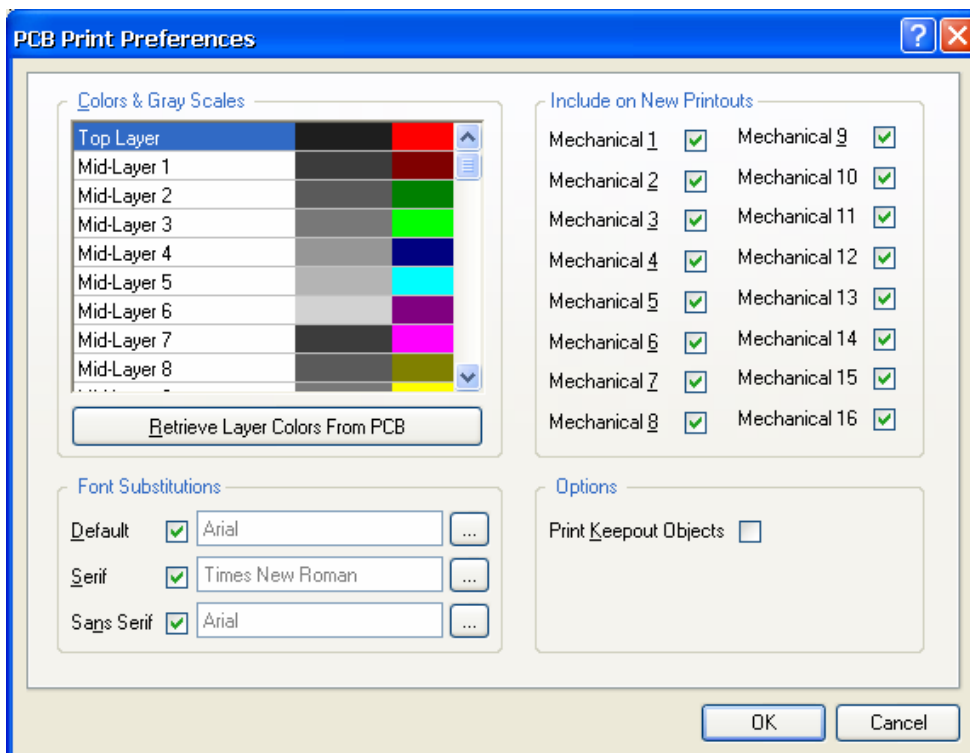 PCB Print Preferences
?
Colors & Gray Scales
Top Layer
Mid-Layer 1
Mid-Layer 2
Mid-Layer 3
Mid-Layer 4
Mid-Layer 5
Mid-Layer 6
Mid-Layer 7
Mid-Layer 8
Retrieve Layer Colors From PCB
Include on New Printouts
Mechanical 1
Mechanical 2
Mechanical 3
Mechanical 4
Mechanical 5
Mechanical 6
Mechanical 7
Mechanical 8
Mechanical 9
Mechanical 10
Mechanical 11
Mechanical 12
Mechanical 13
Mechanical 14
Mechanical 15
Mechanical 16
Font Substitutions
Default Arial ...
Serif Times New Roman ...
Sans Serif Arial ...
Options
Print Keepout Objects
OK Cancel